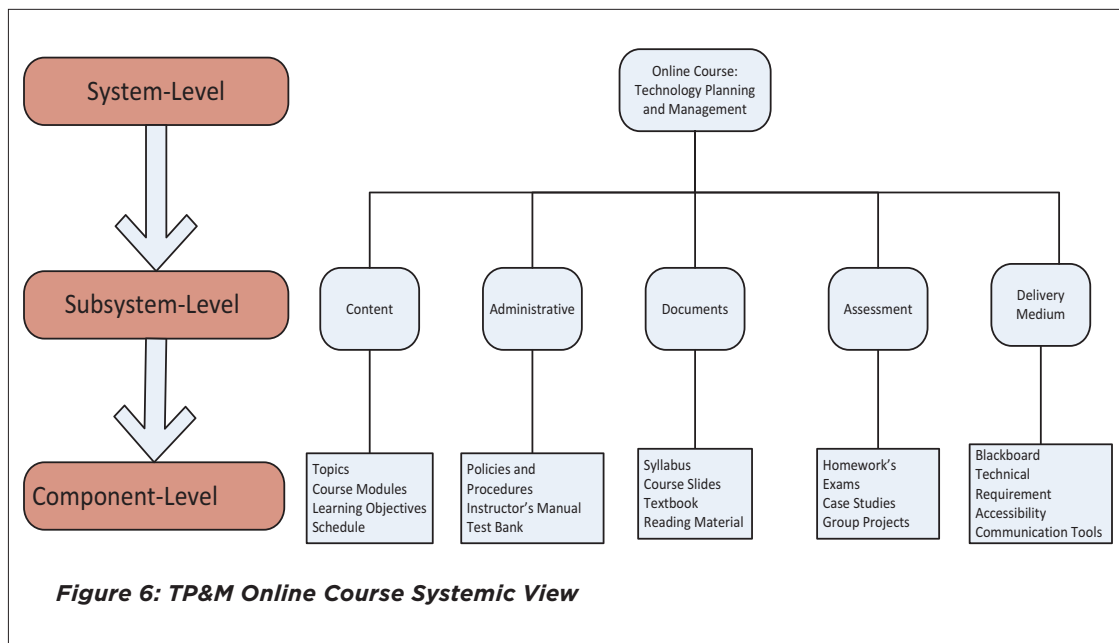 System-Level
Online Course:
Technology Planning
and Management
Subsystem-Level
Content
Administrative
Documents
Assessment
Delivery
Medium
Component-Level
Topics
Course Modules
Learning Objectives
Schedule
Policies and
Procedures
Instructor's Manual
Test Bank
Syllabus
Course Slides
Textbook
Reading Material
Homework's
Exams
Case Studies
Group Projects
Blackboard
Technical
Requirement
Accessibility
Communication Tools
Figure 6: TP&M Online Course Systemic View